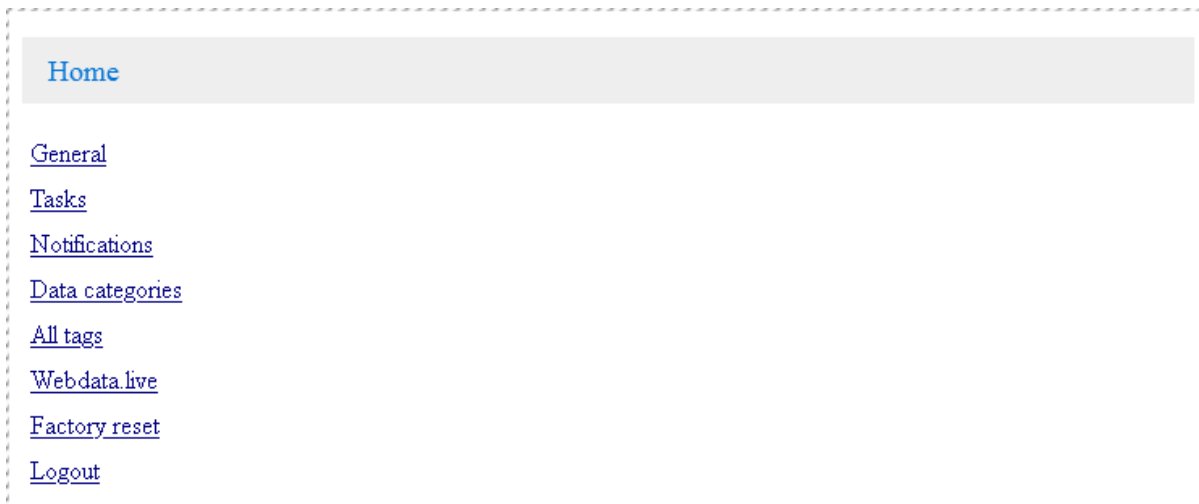 Home
General
Tasks
Notifications
Data categories
All tags
Webdata.live
Factory reset
Logout